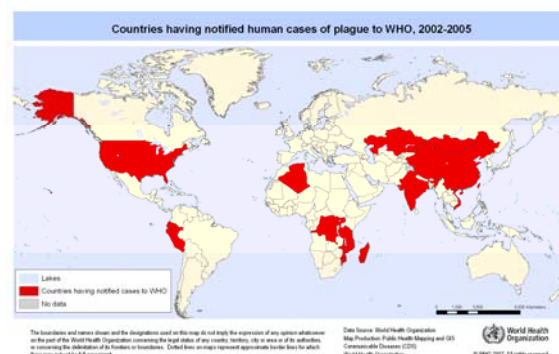 Countries having notified human cases of plague to WHO, 2002-2005
Lakes
Countries having notified cases to WHO
No data
The boundaries and names shown and the designations used on this map do not imply the expression of any opinion whatsoever
on the part of the World Health Organization concerning the legal status of any country, territory, city or area or of its authorities,
or concerning the delimitation of its frontiers or boundaries. Dotted lines on maps represent approximate border lines for which
Data Source: World Health Organization
Map Production: Public Health Mapping and GIS
Communicable Diseases (CDS)
World Health Organization
World Health
Organization